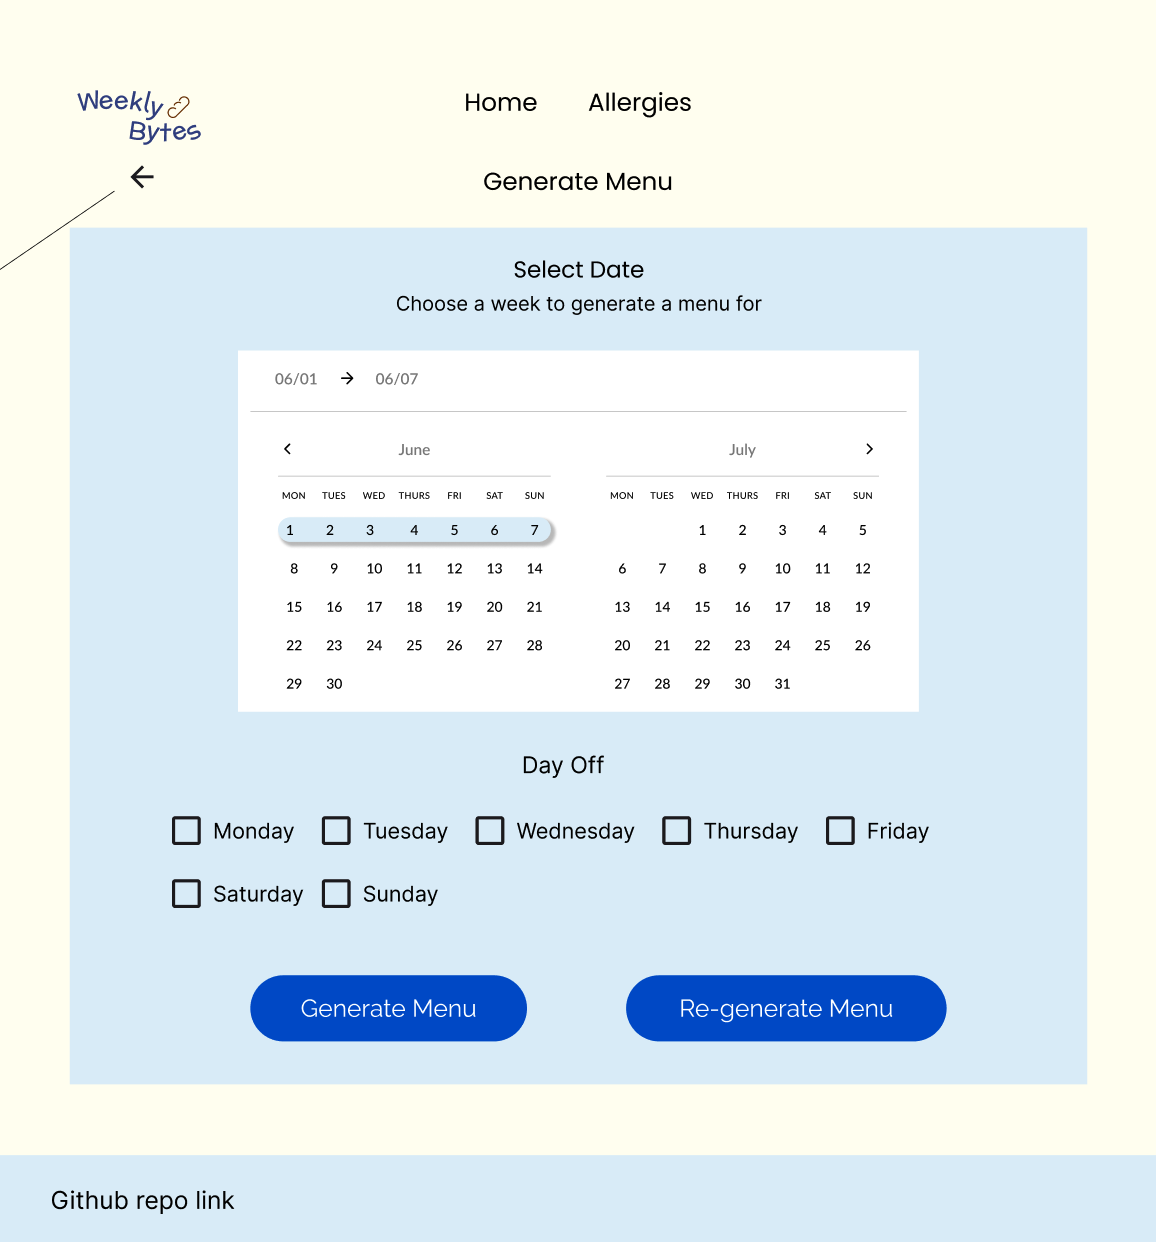 Weekly
Bytes
Home Allergies
Generate Menu
Select Date
Choose a week to generate a menu for
06/01 → 06/07
June July
MON TUES WED THURS FRI SAT SUN MON TUES WED THURS FRI SAT SUN
1 2 3 4 5 6 7 1 2 3 4 5
8 9 10 11 12 13 14 6 7 8 9 10 11 12
15 16 17 18 19 20 21 13 14 15 16 17 18 19
22 23 24 25 26 27 28 20 21 22 23 24 25 26
29 30 27 28 29 30 31
Day Off
Monday Tuesday Wednesday Thursday Friday
Saturday Sunday
Generate Menu Re-generate Menu
Github repo link